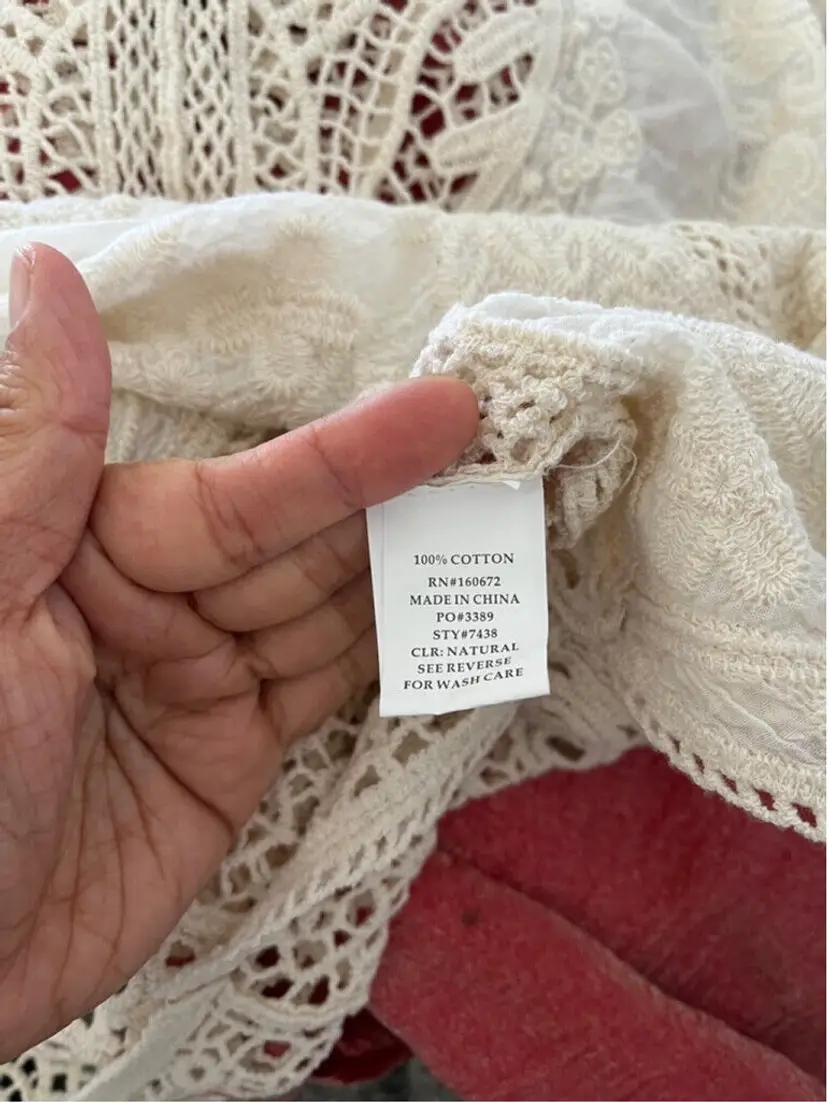 100% COTTON
RN#160672
MADE IN CHINA
PO#3389
STY#7438
CLR: NATURAL
SEE REVERSE
FOR WASH CARE